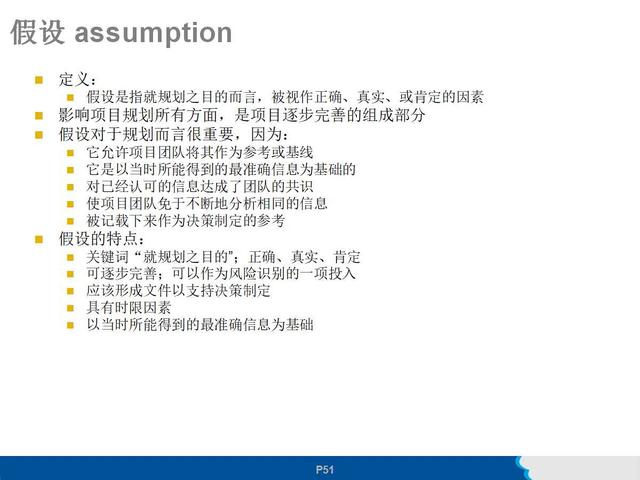 假设 assumption
定义：
假设是指就规划之目的而言，被视作正确、真实、或肯定的因素
影响项目规划所有方面，是项目逐步完善的组成部分
假设对于规划而言很重要，因为：
它允许项目团队将其作为参考或基线
它是以当时所能得到的最准确信息为基础的
对已经认可的信息达成了团队的共识
使项目团队免于不断地分析相同的信息
被记载下来作为决策制定的参考
假设的特点：
关键词“就规划之目的”；正确、真实、肯定
可逐步完善；可以作为风险识别的一项投入
应该形成文件以支持决策制定
具有时限因素
以当时所能得到的最准确信息为基础
P51